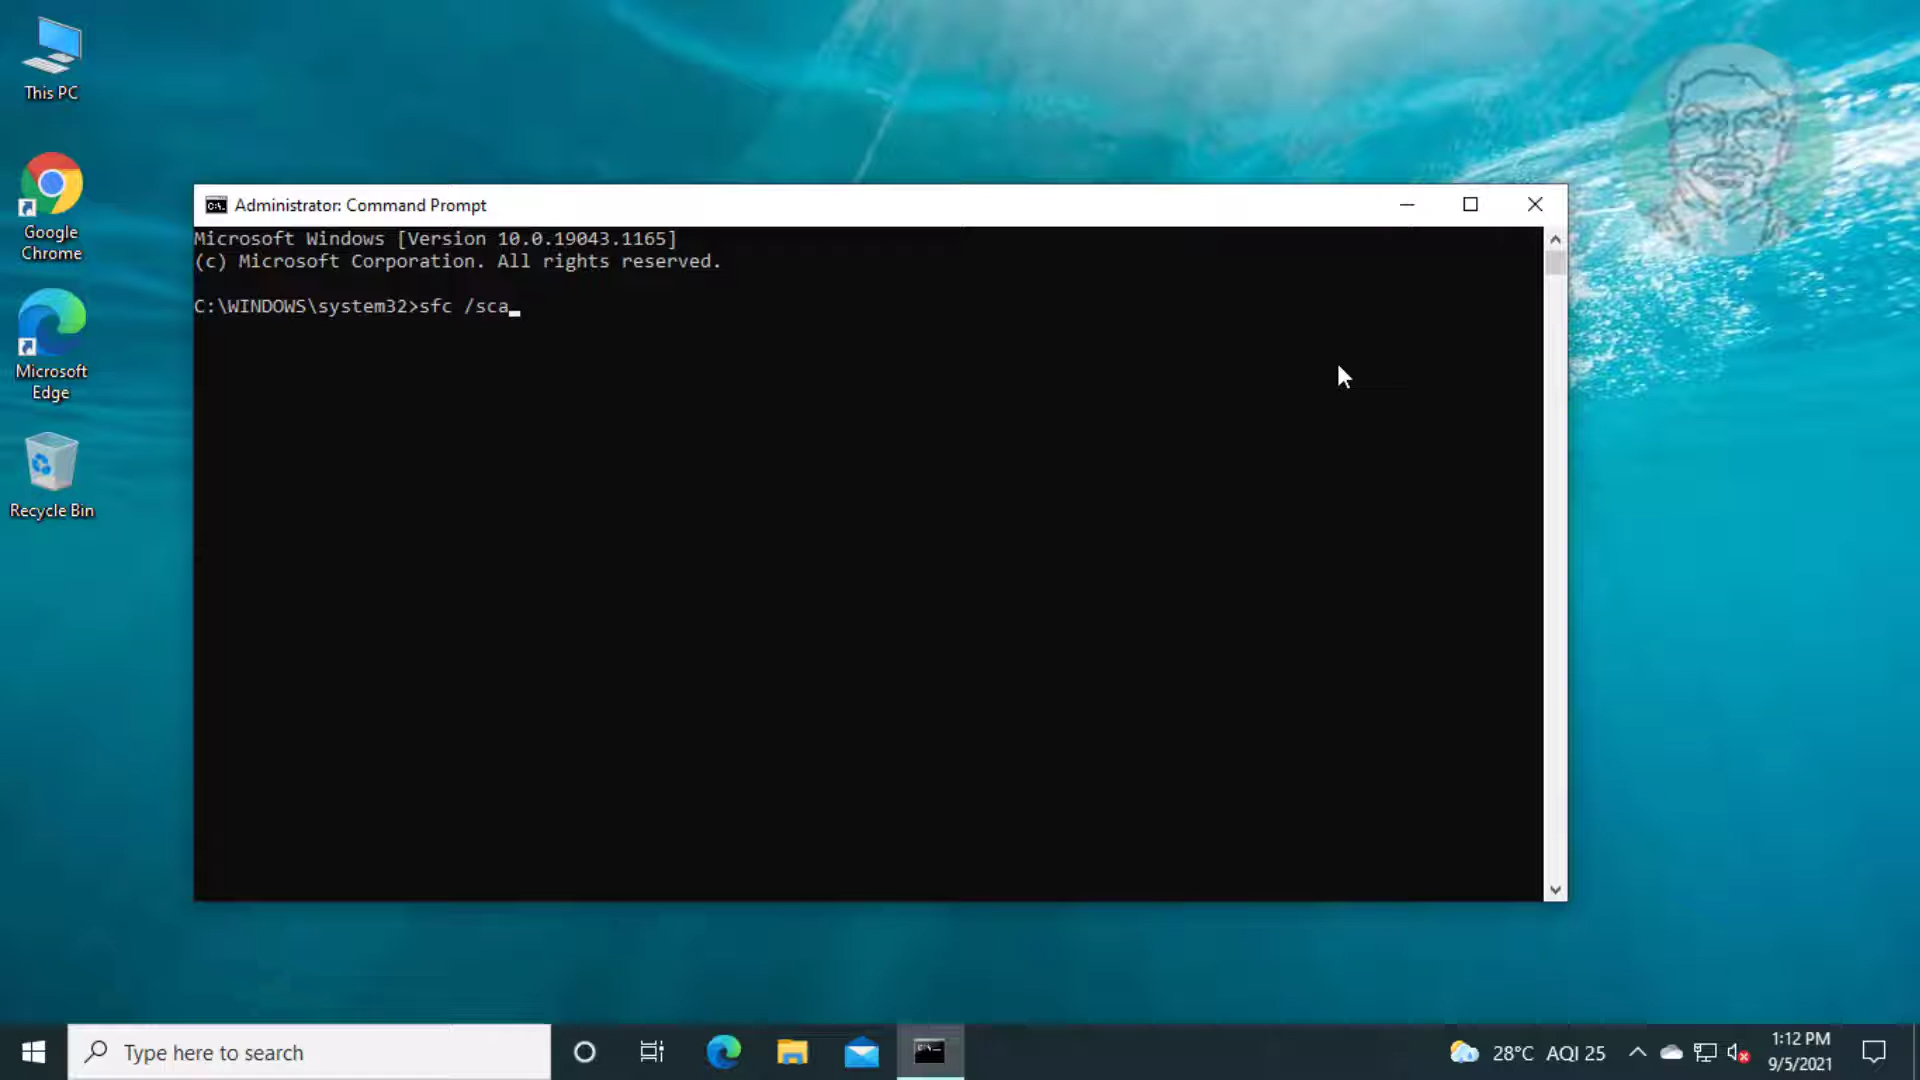 This PC
Google
Chrome
Microsoft
Edge
Recycle Bin
Administrator: Command Prompt
Microsoft Windows [Version 10.0.19043.1165]
(c) Microsoft Corporation. All rights reserved.
C:\WINDOWS\system32>sfc /sca
Type here to search
28°C AQI 25
1:12 PM
9/5/2021